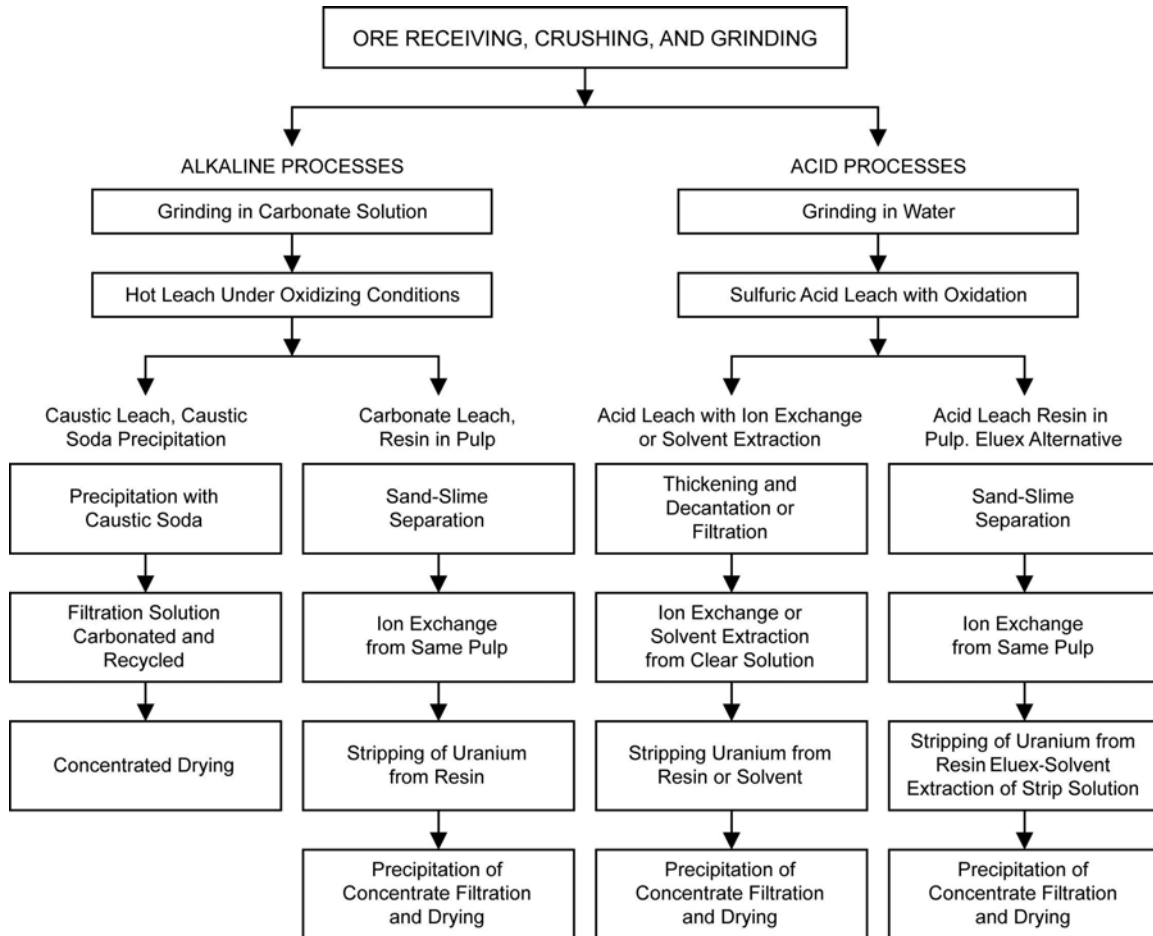 ORE RECEIVING, CRUSHING, AND GRINDING
ALKALINE PROCESSES
Grinding in Carbonate Solution
Hot Leach Under Oxidizing Conditions
Caustic Leach, Caustic
Soda Precipitation
Precipitation with
Caustic Soda
Filtration Solution
Carbonated and
Recycled
Concentrated Drying
Carbonate Leach,
Resin in Pulp
Sand-Slime
Separation
Ion Exchange
from Same Pulp
Stripping of Uranium
from Resin
Precipitation of
Concentrate Filtration
and Drying
ACID PROCESSES
Grinding in Water
Sulfuric Acid Leach with Oxidation
Acid Leach with Ion Exchange
or Solvent Extraction
Thickening and
Decantation or
Filtration
Ion Exchange or
Solvent Extraction
from Clear Solution
Stripping Uranium from
Resin or Solvent
Precipitation of
Concentrate Filtration
and Drying
Acid Leach Resin in
Pulp. Eluex Alternative
Sand-Slime
Separation
Ion Exchange
from Same Pulp
Stripping of Uranium from
Resin Eluex-Solvent
Extraction of Strip Solution
Precipitation of
Concentrate Filtration
and Drying